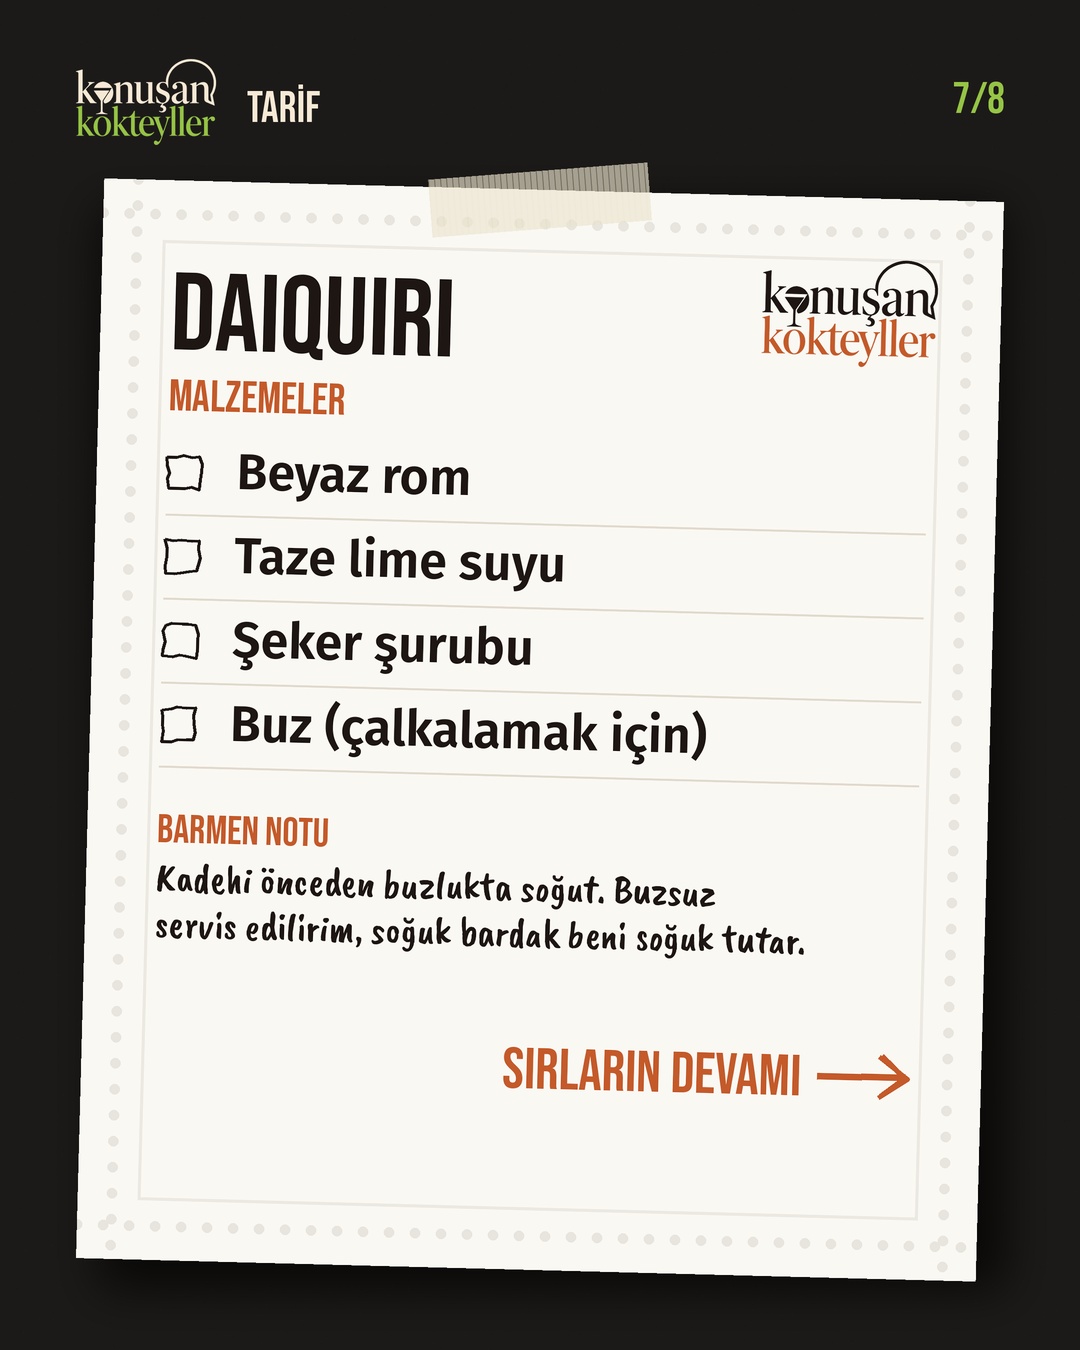 konuşan
kokteyller
TARİF
7/8
DAIQUIRI
konuşan
kokteyller
MALZEMELER
Beyaz rom
Taze lime suyu
Şeker şurubu
Buz (çalkalamak için)
BARMEN NOTU
Kadehi önceden buzlukta soğut. Buzsuz
servis edilirim, soğuk bardak beni soğuk tutar.
SIRLARIN DEVAMI